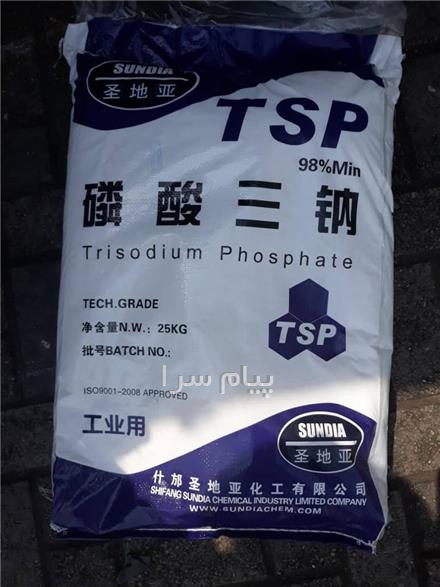 SUNDIA
圣地亚
TSP
98%Min
磷酸三钠
Trisodium Phosphate
TECH.GRADE
净含量N.W.: 25KG
批号BATCH NO.:
TSP
پیام سرا
ISO9001-2008 APPROVED
工业用
SUNDIA
圣地亚
什邡圣地亚化工有限公司
SHIFANG SUNDIA CHEMICAL INDUSTRY LIMITED COMPANY
WWW.SUNDIACHEM.COM